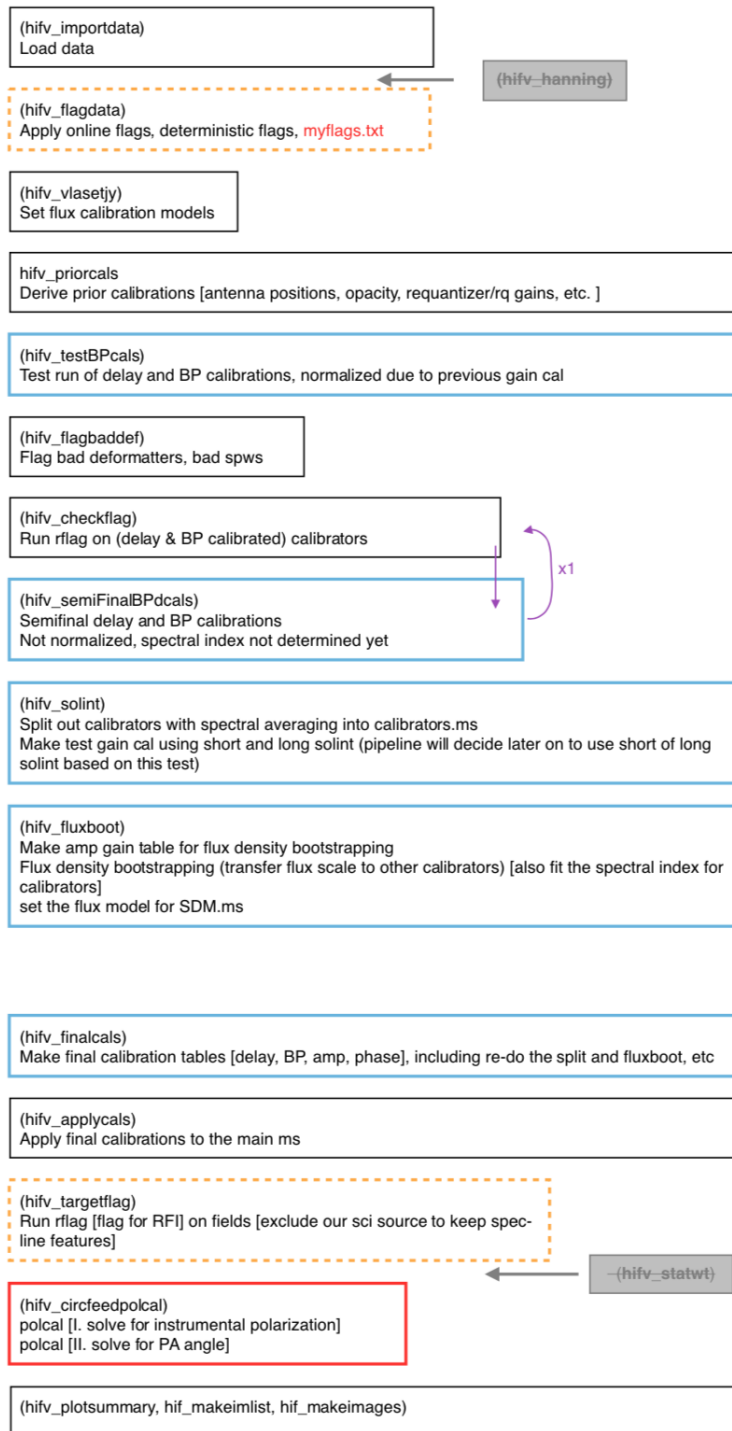 (hifv_importdata)
Load data
(hifv_hanning)
(hifv_flagdata)
Apply online flags, deterministic flags, myflags.txt
(hifv_vlasetjy)
Set flux calibration models
hifv_priorcals
Derive prior calibrations [antenna positions, opacity, requantizer/rq gains, etc. ]
(hifv_testBPcals)
Test run of delay and BP calibrations, normalized due to previous gain cal
(hifv_flagbaddef)
Flag bad deformatters, bad spws
(hifv_checkflag)
Run rflag on (delay & BP calibrated) calibrators
x1
(hifv_semiFinalBPdcals)
Semifinal delay and BP calibrations
Not normalized, spectral index not determined yet
(hifv_solint)
Split out calibrators with spectral averaging into calibrators.ms
Make test gain cal using short and long solint (pipeline will decide later on to use short of long
solint based on this test)
(hifv_fluxboot)
Make amp gain table for flux density bootstrapping
Flux density bootstrapping (transfer flux scale to other calibrators) [also fit the spectral index for
calibrators]
set the flux model for SDM.ms
(hifv_finalcals)
Make final calibration tables [delay, BP, amp, phase], including re-do the split and fluxboot, etc
(hifv_applycals)
Apply final calibrations to the main ms
(hifv_targetflag)
Run rflag [flag for RFI] on fields [exclude our sci source to keep spec-
line features]
(hifv_statwt)
(hifv_circfeedpolcal)
polcal [I. solve for instrumental polarization]
polcal [II. solve for PA angle]
(hifv_plotsummary, hif_makeimlist, hif_makeimages)